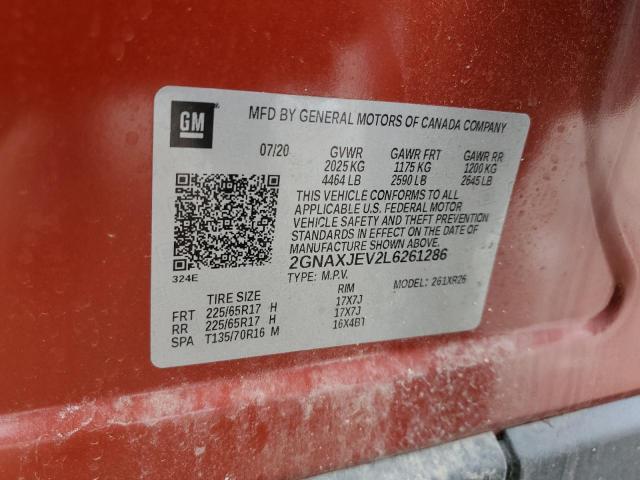 GM
MFD BY GENERAL MOTORS OF CANADA COMPANY
07/20 GVWR GAWR FRT GAWR RR
2025 KG 1175 KG 1200 KG
4464 LB 2590 LB 2645 LB
THIS VEHICLE CONFORMS TO ALL
APPLICABLE U.S. FEDERAL MOTOR
VEHICLE SAFETY AND THEFT PREVENTION
STANDARDS IN EFFECT ON THE DATE OF
MANUFACTURE SHOWN ABOVE.
2GNAXJEV2L6261286
324E
TYPE: M.P.V. MODEL: 261XR26
TIRE SIZE RIM
FRT 225/65R17 H 17X7J
RR 225/65R17 H 17X7J
SPA T135/70R16 M 16X4BT